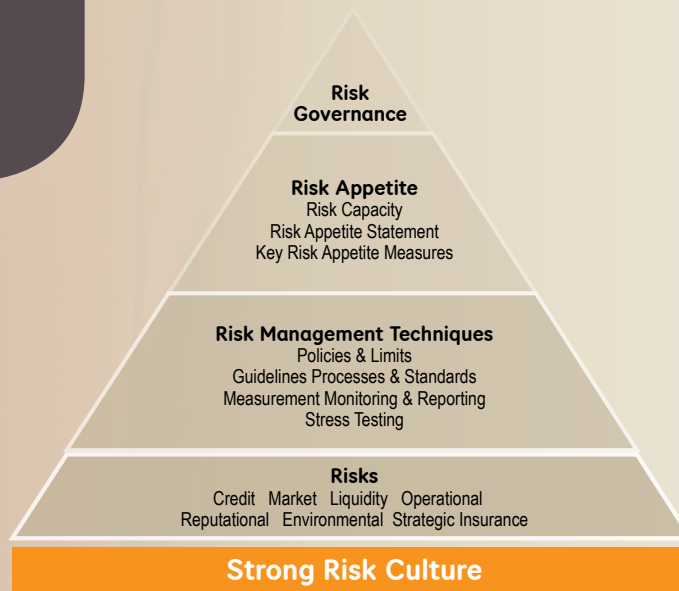 Risk
Governance
Risk Appetite
Risk Capacity
Risk Appetite Statement
Key Risk Appetite Measures
Risk Management Techniques
Policies & Limits
Guidelines Processes & Standards
Measurement Monitoring & Reporting
Stress Testing
Risks
Credit Market Liquidity Operational
Reputational Environmental Strategic Insurance
Strong Risk Culture